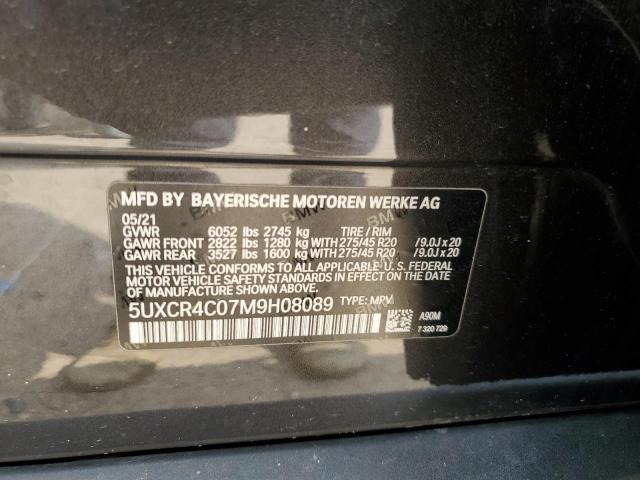 MFD BY BAYERISCHE MOTOREN WERKE AG
05/21
GVWR 6052 lbs 2745 kg TIRE / RIM
GAWR FRONT 2822 lbs 1280 kg WITH 275/45 R20 /9.0J x 20
GAWR REAR 3527 lbs 1600 kg WITH 275/45 R20 /9.0J x 20
THIS VEHICLE CONFORMS TO ALL APPLICABLE U. S. FEDERAL
MOTOR VEHICLE SAFETY STANDARDS IN EFFECT ON THE DATE
OF MANUFACTURE SHOWN ABOVE.
5UXCR4C07M9H08089 TYPE: MPV A90M
7 320 729